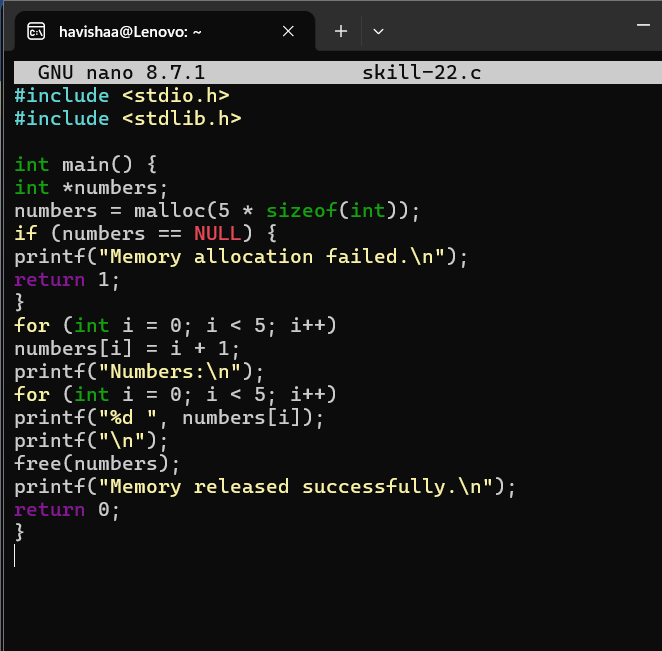 havishaa@Lenovo: ~
GNU nano 8.7.1 skill-22.c
#include <stdio.h>
#include <stdlib.h>
int main() {
int *numbers;
numbers = malloc(5 * sizeof(int));
if (numbers == NULL) {
printf("Memory allocation failed.\n");
return 1;
}
for (int i = 0; i < 5; i++)
numbers[i] = i + 1;
printf("Numbers:\n");
for (int i = 0; i < 5; i++)
printf("%d ", numbers[i]);
printf("\n");
free(numbers);
printf("Memory released successfully.\n");
return 0;
}